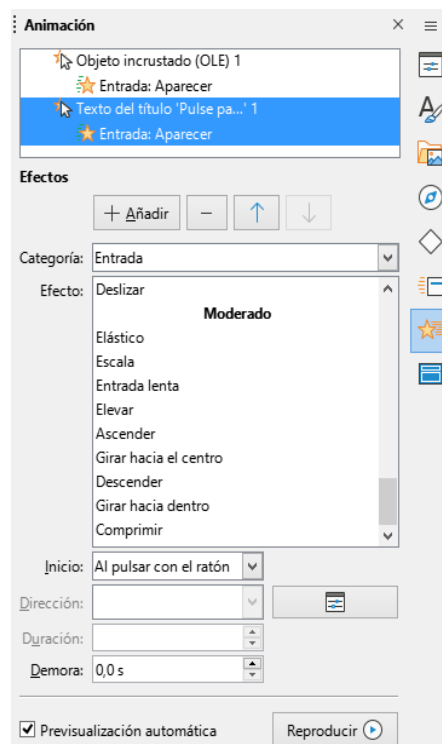 Animación
Objeto incrustado (OLE) 1
Entrada: Aparecer
Texto del título 'Pulse pa...' 1
Entrada: Aparecer
Efectos
Añadir
Categoría: Entrada
Efecto: Deslizar
Moderado
Elástico
Escala
Entrada lenta
Elevar
Ascender
Girar hacia el centro
Descender
Girar hacia dentro
Comprimir
Inicio: Al pulsar con el ratón
Dirección:
Duración:
Demora: 0,0 s
Previsualización automática Reproducir